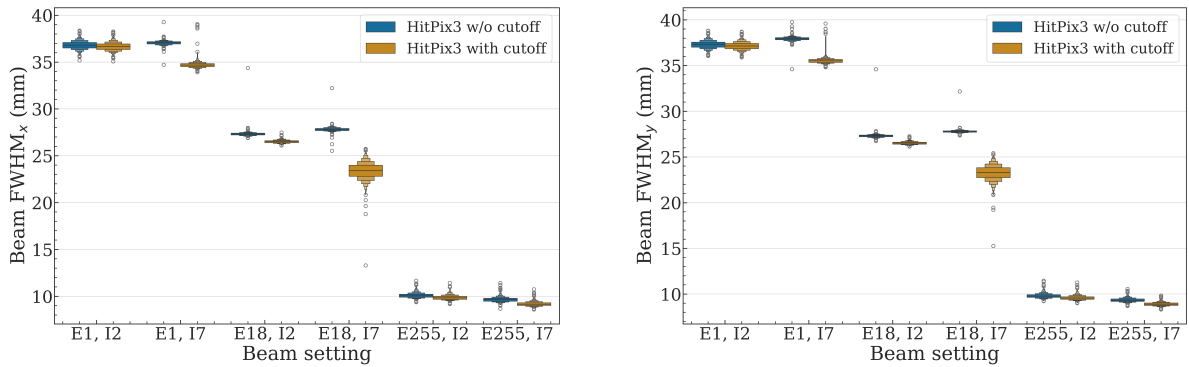 HitPix3 w/o cutoff
HitPix3 with cutoff
Beam FWHMx (mm)
40
35
30
25
20
15
10
E1, I2
E1, I7
E18, I2
E18, I7
E255, I2
E255, I7
Beam setting
HitPix3 w/o cutoff
HitPix3 with cutoff
Beam FWHMy (mm)
40
35
30
25
20
15
10
E1, I2
E1, I7
E18, I2
E18, I7
E255, I2
E255, I7
Beam setting